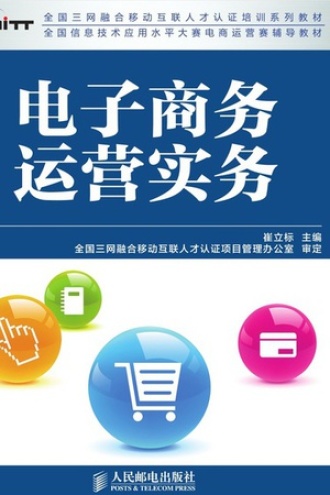 NITT
全国三网融合移动互联人才认证培训系列教材
全国信息技术应用水平大赛电商运营赛辅导教材
电子商务
运营实务
崔立标 主编
全国三网融合移动互联人才认证项目管理办公室 审定
人民邮电出版社
POSTS & TELECOM PRESS